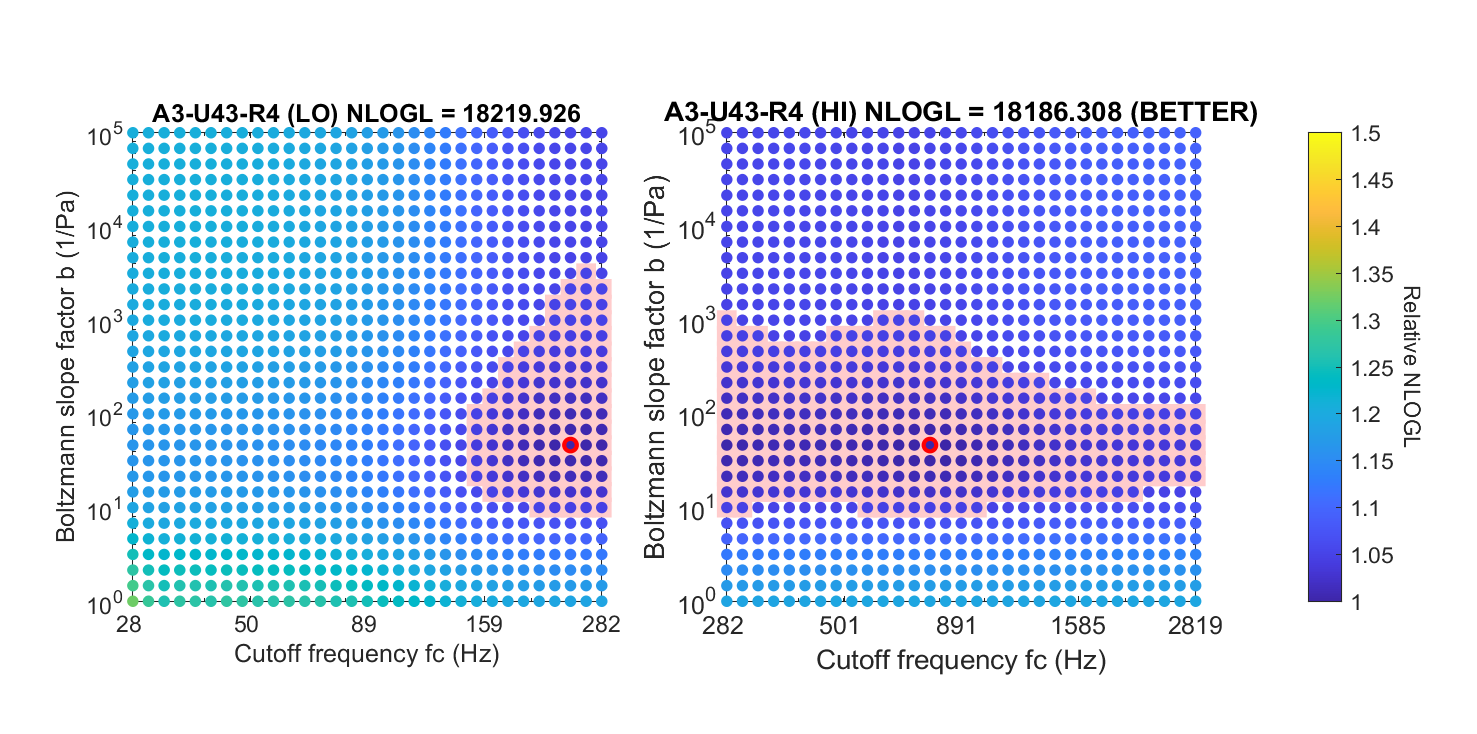 A3-U43-R4 (LO) NLOGL = 18219.926
A3-U43-R4 (HI) NLOGL = 18186.308 (BETTER)
Boltzmann slope factor b (1/Pa)
10^5
10^4
10^3
10^2
10^1
10^0
28 50 89 159 282
Cutoff frequency fc (Hz)
Boltzmann slope factor b (1/Pa)
10^5
10^4
10^3
10^2
10^1
10^0
282 501 891 1585 2819
Cutoff frequency fc (Hz)
1.5
1.45
1.4
1.35
1.3
1.25
1.2
1.15
1.1
1.05
1
Relative NLOGL